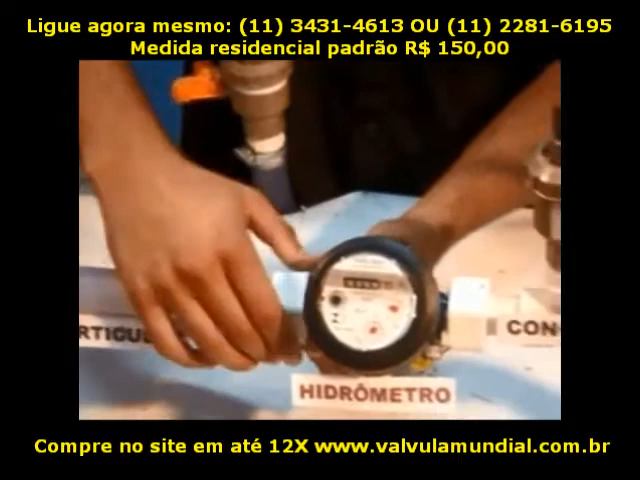 Ligue agora mesmo: (11) 3431-4613 OU (11) 2281-6195
Medida residencial padrão R$ 150,00
RTICUL
CON
HIDRÔMETRO
Compre no site em até 12X www.valvulamundial.com.br